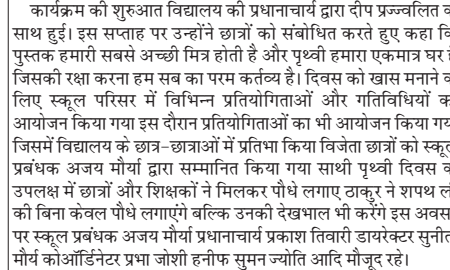 कार्यक्रम की शुरुआत विद्यालय की प्रधानाचार्य द्वारा दीप प्रज्ज्वलित क
साथ हुई। इस सप्ताह पर उन्होंने छात्रों को संबोधित करते हुए कहा वि
पुस्तक हमारी सबसे अच्छी मित्र होती है और पृथ्वी हमारा एकमात्र घर है
जिसकी रक्षा करना हम सब का परम कर्तव्य है। दिवस को खास मनाने व
लिए स्कूल परिसर में विभिन्न प्रतियोगिताओं और गतिविधियों क
आयोजन किया गया इस दौरान प्रतियोगिताओं का भी आयोजन किया गय
जिसमें विद्यालय के छात्र-छात्राओं में प्रतिभा किया विजेता छात्रों को स्कूल
प्रबंधक अजय मौर्या द्वारा सम्मानित किया गया साथी पृथ्वी दिवस व
उपलक्ष में छात्रों और शिक्षकों ने मिलकर पौधे लगाए ठाकुर ने शपथ ल
की बिना केवल पौधे लगाएंगे बल्कि उनकी देखभाल भी करेंगे इस अवस
पर स्कूल प्रबंधक अजय मौर्या प्रधानाचार्य प्रकाश तिवारी डायरेक्टर सुनीत
मौर्य कोऑर्डिनेटर प्रभा जोशी हनीफ सुमन ज्योति आदि मौजूद रहे।